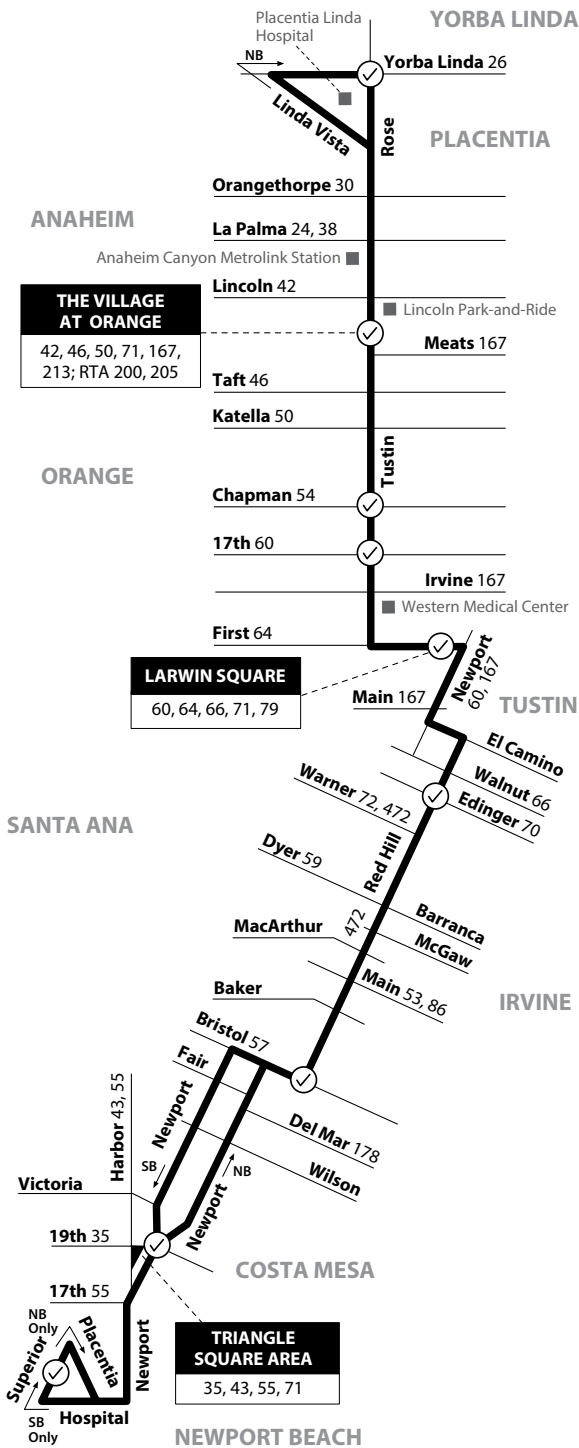 YORBA LINDA
Placentia Linda
Hospital
NB
Yorba Linda 26
Linda Vista
Rose
PLACENTIA
Orangethorpe 30
ANAHEIM
La Palma 24, 38
Anaheim Canyon Metrolink Station
Lincoln 42
Lincoln Park-and-Ride
THE VILLAGE
AT ORANGE
42, 46, 50, 71, 167,
213; RTA 200, 205
Meats 167
Taft 46
Katella 50
Tustin
ORANGE
Chapman 54
17th 60
Irvine 167
Western Medical Center
First 64
Newport
60, 167
LARWIN SQUARE
60, 64, 66, 71, 79
Main 167
TUSTIN
El Camino
Walnut 66
Edinger 70
Warner 72, 472
SANTA ANA
Red Hill
Dyer 59
472
Barranca
McGaw
MacArthur
Main 53, 86
IRVINE
Baker
Bristol 57
Fair
Harbor 43, 55
Newport
SB
Del Mar 178
NB
Newport
Wilson
Victoria
19th 35
COSTA MESA
17th 55
NB
Only
Placentia
Superior
Newport
TRIANGLE
SQUARE AREA
35, 43, 55, 71
SB
Only
Hospital
NEWPORT BEACH